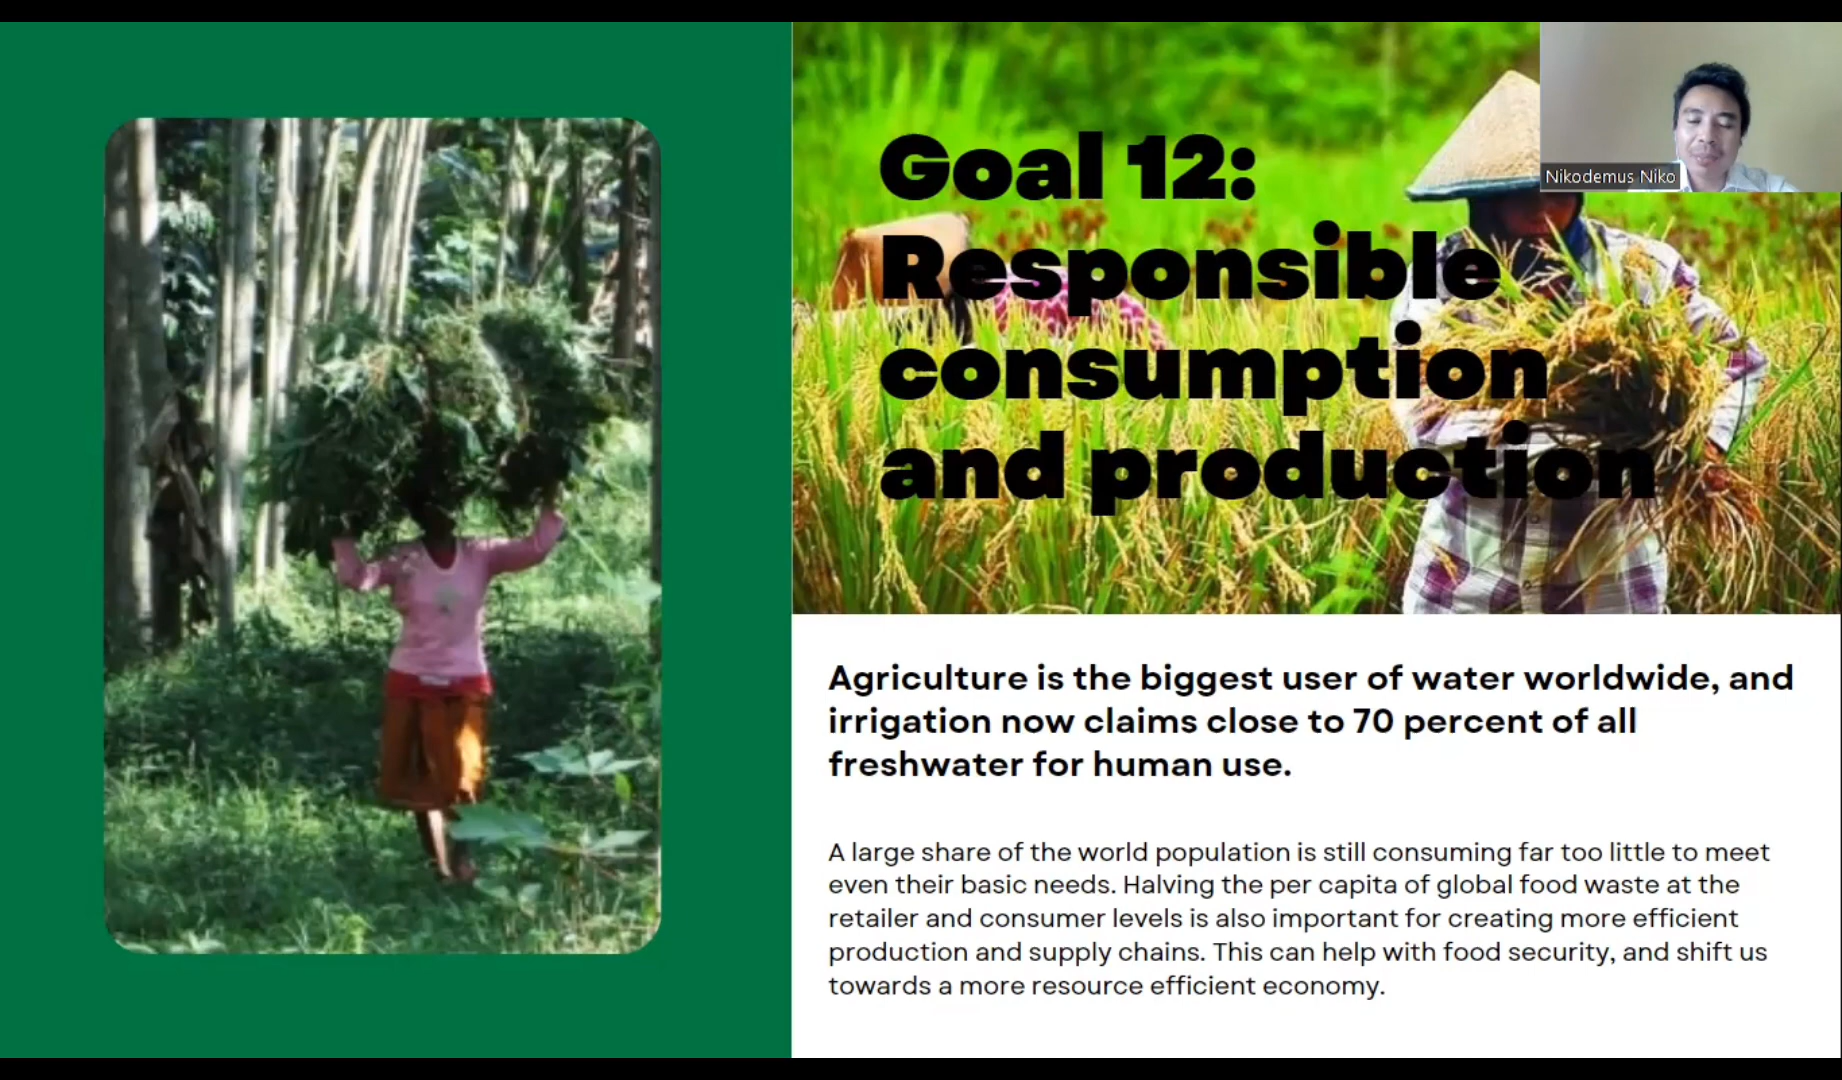 Goal 12:
Responsible
consumption
and production
Nikodemus Niko
Agriculture is the biggest user of water worldwide, and
irrigation now claims close to 70 percent of all
freshwater for human use.
A large share of the world population is still consuming far too little to meet
even their basic needs. Halving the per capita of global food waste at the
retailer and consumer levels is also important for creating more efficient
production and supply chains. This can help with food security, and shift us
towards a more resource efficient economy.